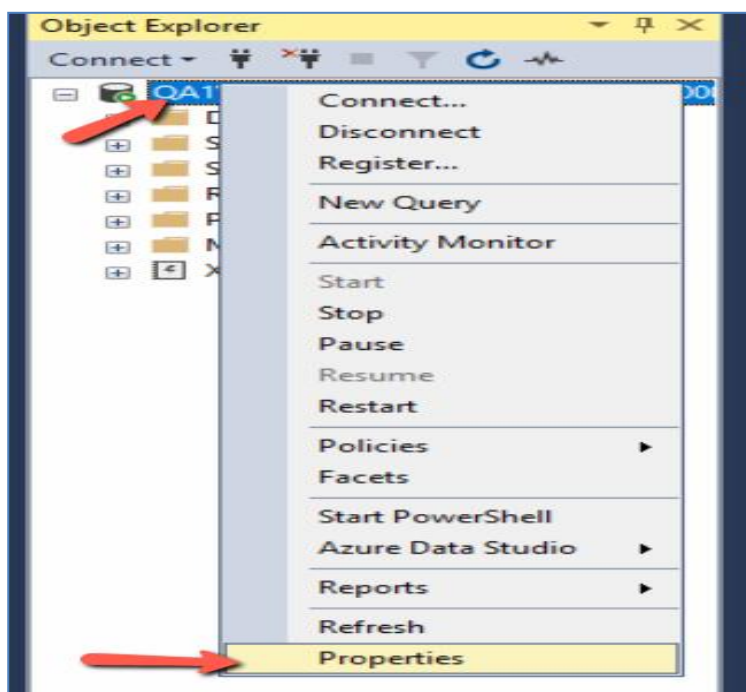 Object Explorer
Connect
QA1
Connect...
Disconnect
Register...
New Query
Activity Monitor
Start
Stop
Pause
Resume
Restart
Policies
Facets
Start PowerShell
Azure Data Studio
Reports
Refresh
Properties